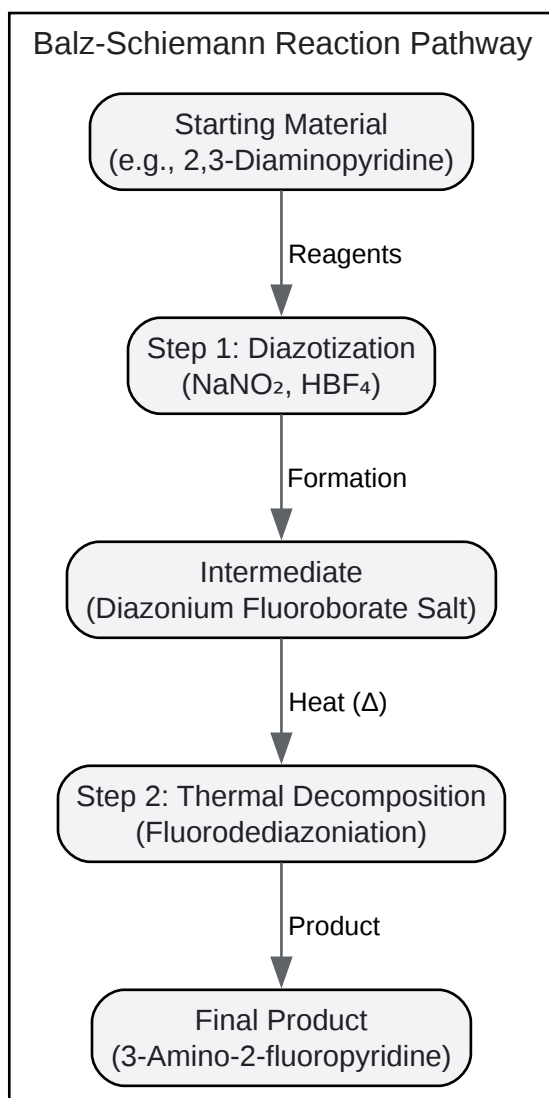 Balz-Schiemann Reaction Pathway
Starting Material
(e.g., 2,3-Diaminopyridine)
Reagents
Step 1: Diazotization
(NaNO₂, HBF₄)
Formation
Intermediate
(Diazonium Fluoroborate Salt)
Heat (Δ)
Step 2: Thermal Decomposition
(Fluorodediazoniation)
Product
Final Product
(3-Amino-2-fluoropyridine)